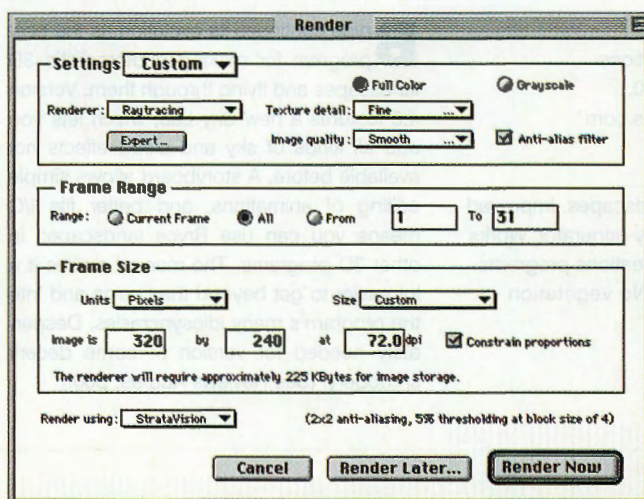 Render
Settings Custom
Full Color Grayscale
Renderer: Raytracing Texture detail: Fine
Expert... Image quality: Smooth Anti-alias filter
Frame Range
Range: Current Frame All From 1 To 31
Frame Size
Units Pixels Size Custom
Image is 320 by 240 at 72.0 dpi Constrain proportions
The renderer will require approximately 225 KBytes for image storage.
Render using: StrataVision (2x2 anti-aliasing, 5% thresholding at block size of 4)
Cancel Render Later... Render Now